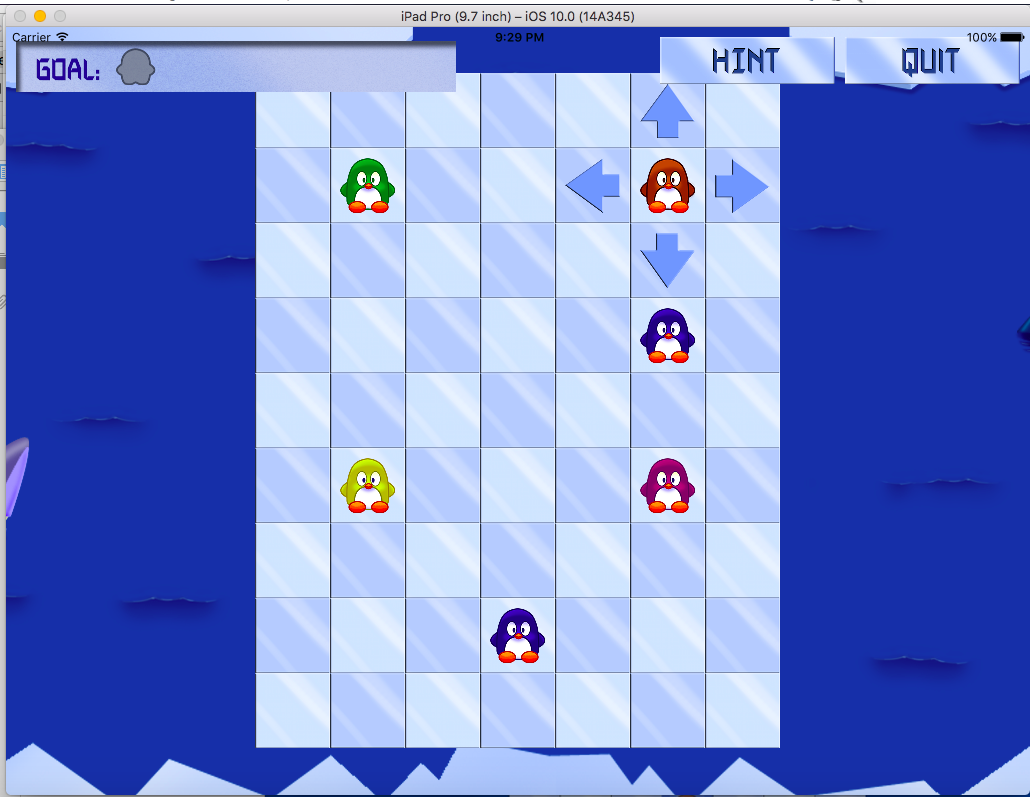 iPad Pro (9.7 inch) – iOS 10.0 (14A345)
Carrier 9:29 PM 100%
GOAL: HINT QUIT